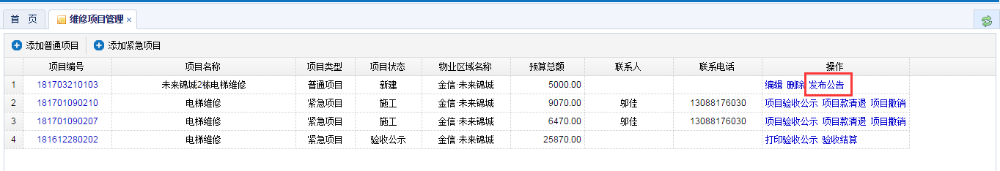 首 页 维修项目管理 ×
添加普通项目 添加紧急项目
项目编号 项目名称 项目类型 项目状态 物业区域名称 预算总额 联系人 联系电话 操作
1 181703210103 未来锦城2栋电梯维修 普通项目 新建 金信·未来锦城 5000.00 编辑 删除 发布公告
2 181701090210 电梯维修 紧急项目 施工 金信·未来锦城 9070.00 邬佳 13088176030 项目验收公示 项目款清退 项目撤销
3 181701090207 电梯维修 紧急项目 施工 金信·未来锦城 6470.00 邬佳 13088176030 项目验收公示 项目款清退 项目撤销
4 181612280202 电梯维修 紧急项目 验收公示 金信·未来锦城 25870.00 打印验收公示 验收结算